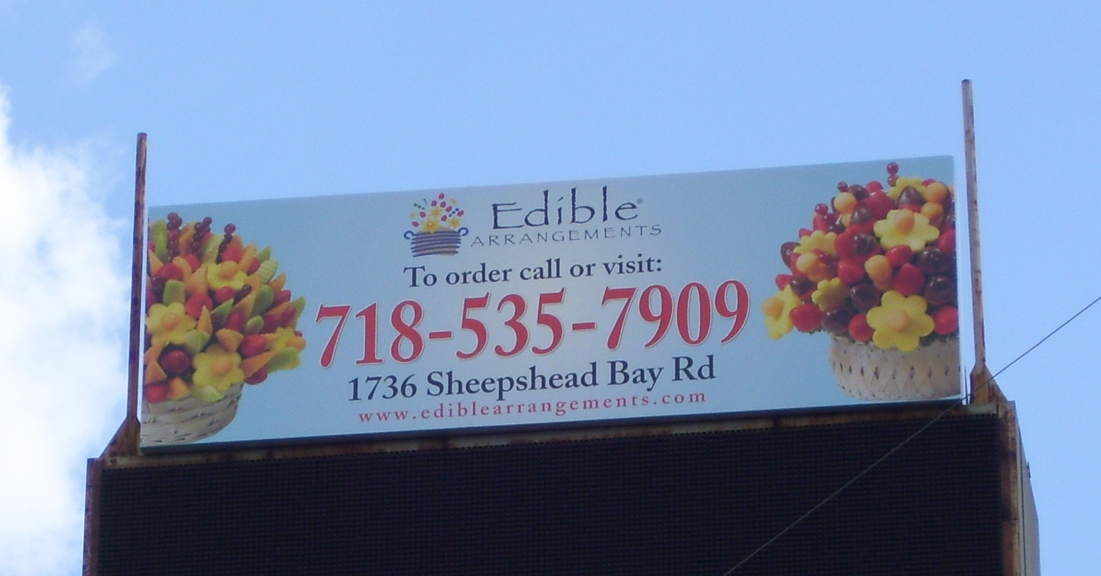 Edible®
ARRANGEMENTS
To order call or visit:
718-535-7909
1736 Sheepshead Bay Rd
www.ediblearrangements.com